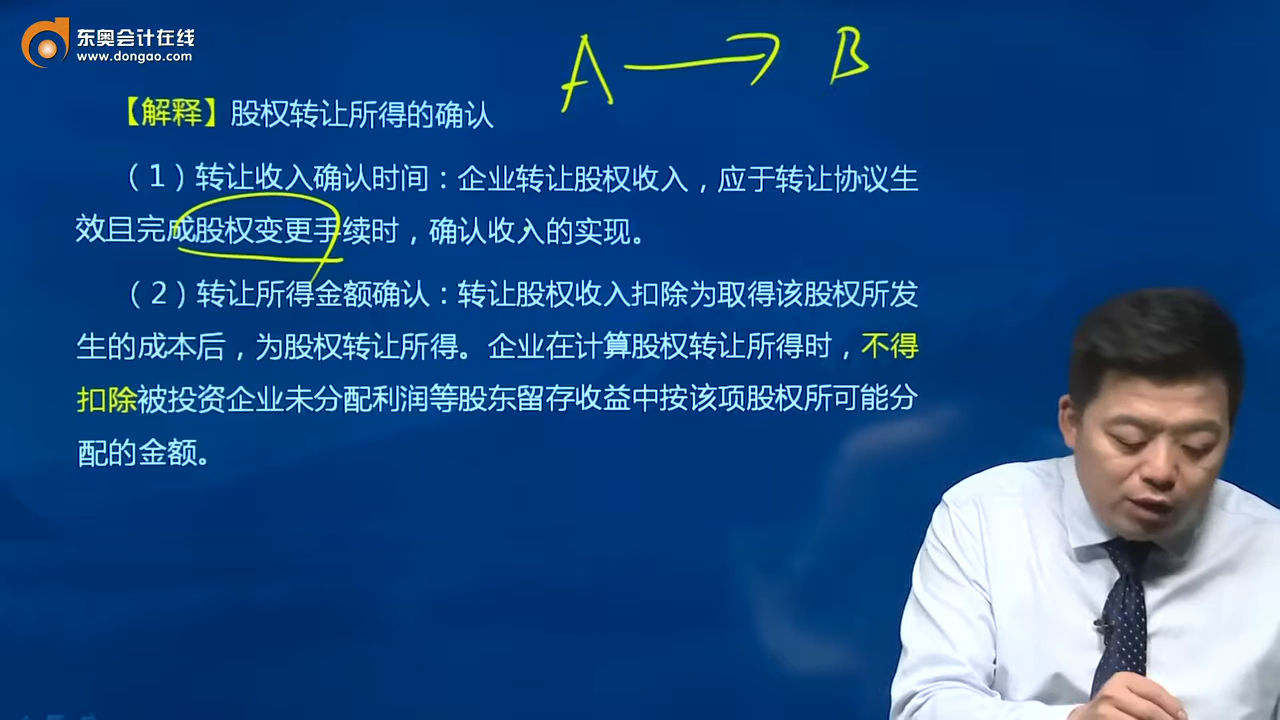 东奥会计在线
www.dongao.com
A → B
【解释】股权转让所得的确认
（1）转让收入确认时间：企业转让股权收入，应于转让协议生
效且完成股权变更手续时，确认收入的实现。
（2）转让所得金额确认：转让股权收入扣除为取得该股权所发
生的成本后，为股权转让所得。企业在计算股权转让所得时，不得
扣除被投资企业未分配利润等股东留存收益中按该项股权所可能分
配的金额。